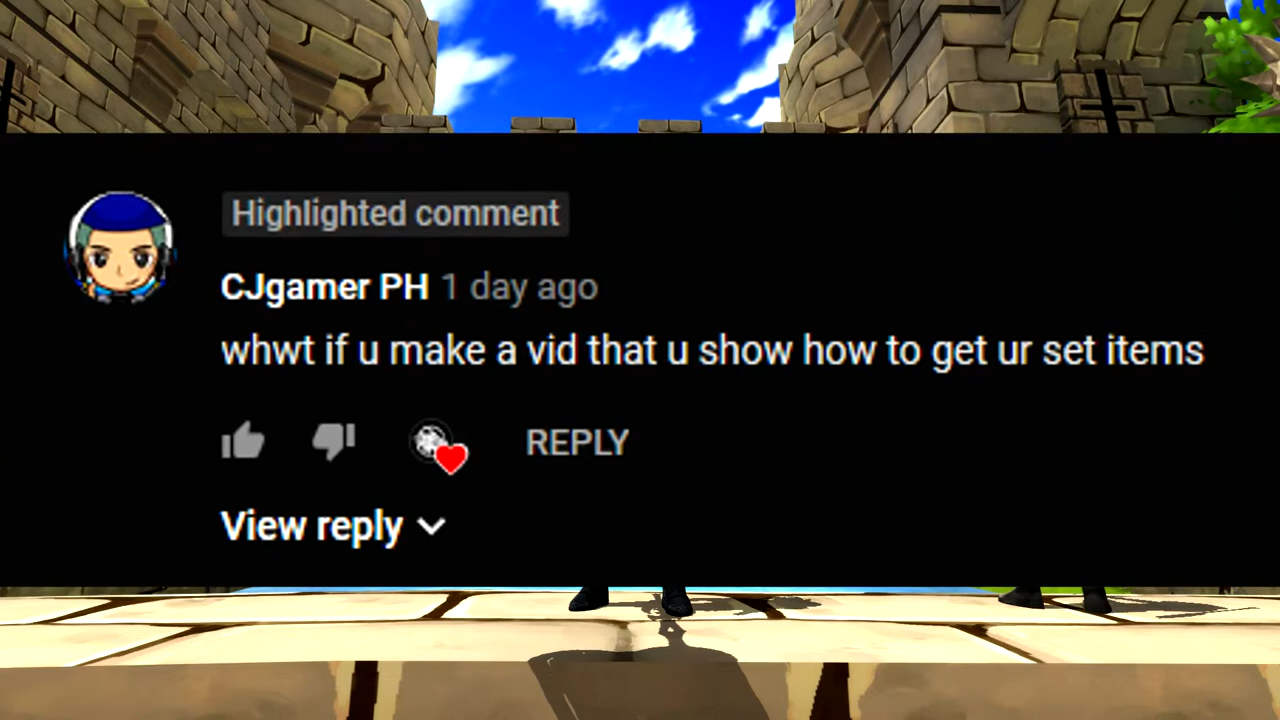 Highlighted comment
CJgamer PH 1 day ago
whwt if u make a vid that u show how to get ur set items
REPLY
View reply